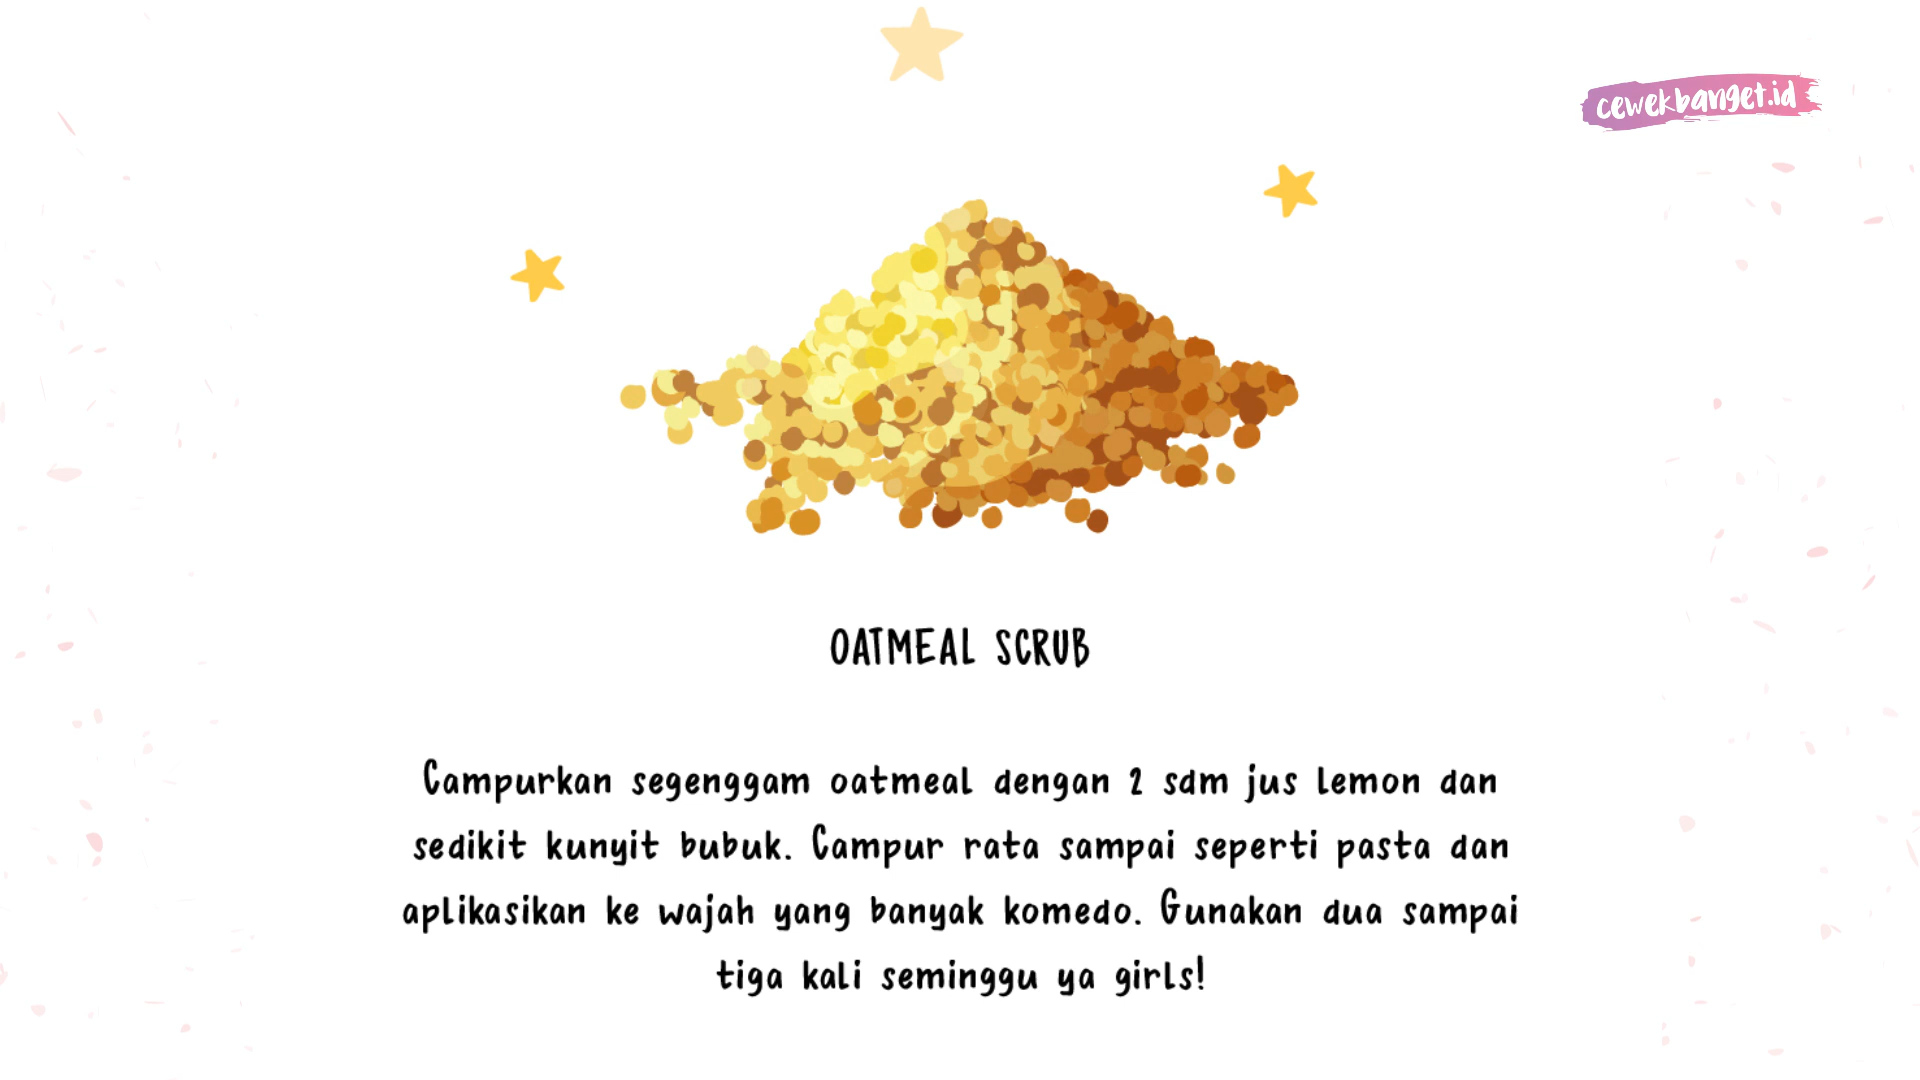 cewekbanget.id
OATMEAL SCRUB
Campurkan segenggam oatmeal dengan 2 sdm jus lemon dan
sedikit kunyit bubuk. Campur rata sampai seperti pasta dan
aplikasikan ke wajah yang banyak komedo. Gunakan dua sampai
tiga kali seminggu ya girls!